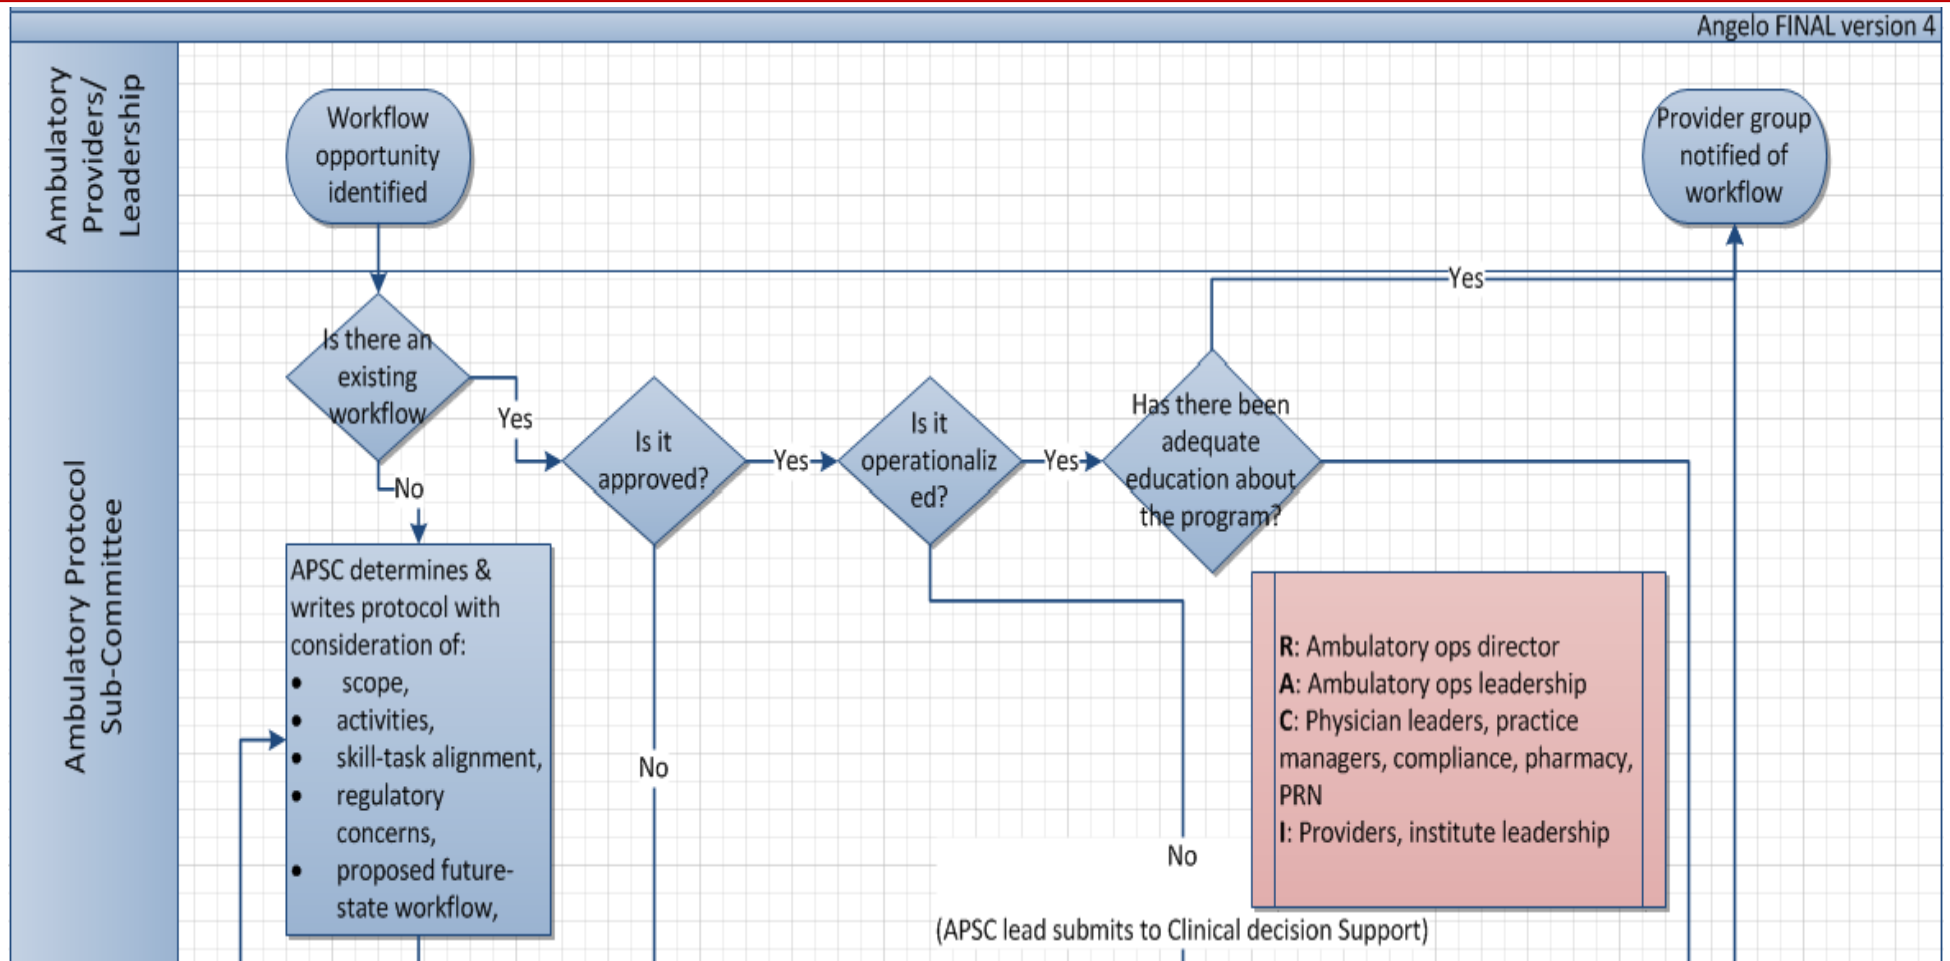 Angelo FINAL version 4
Ambulatory
Providers/
Leadership
Workflow
opportunity
identified
Provider group
notified of
workflow
Ambulatory Protocol
Sub-Committee
Yes
Is there an
existing
workflow
Yes
No
Is it
approved?
Yes
Is it
operationaliz
ed?
Yes
Has there been
adequate
education about
the program?
APSC determines &
writes protocol with
consideration of:
• scope,
• activities,
• skill-task alignment,
• regulatory
concerns,
• proposed future-
state workflow,
No
No
R: Ambulatory ops director
A: Ambulatory ops leadership
C: Physician leaders, practice
managers, compliance, pharmacy,
PRN
I: Providers, institute leadership
(APSC lead submits to Clinical decision Support)